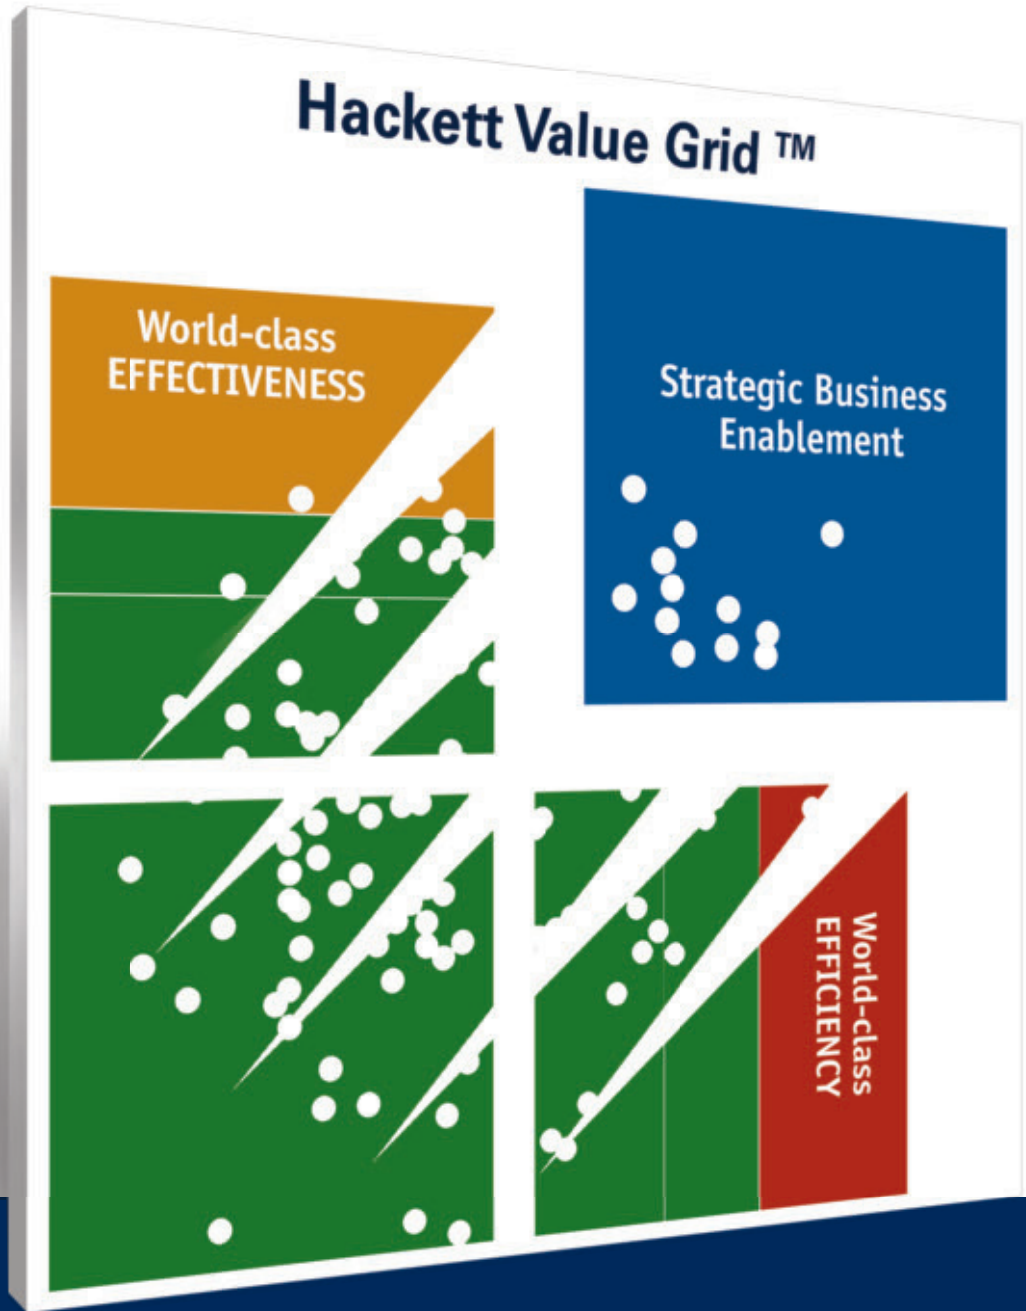 Hackett Value Grid ™
World-class
EFFECTIVENESS
Strategic Business
Enablement
World-class
EFFICIENCY